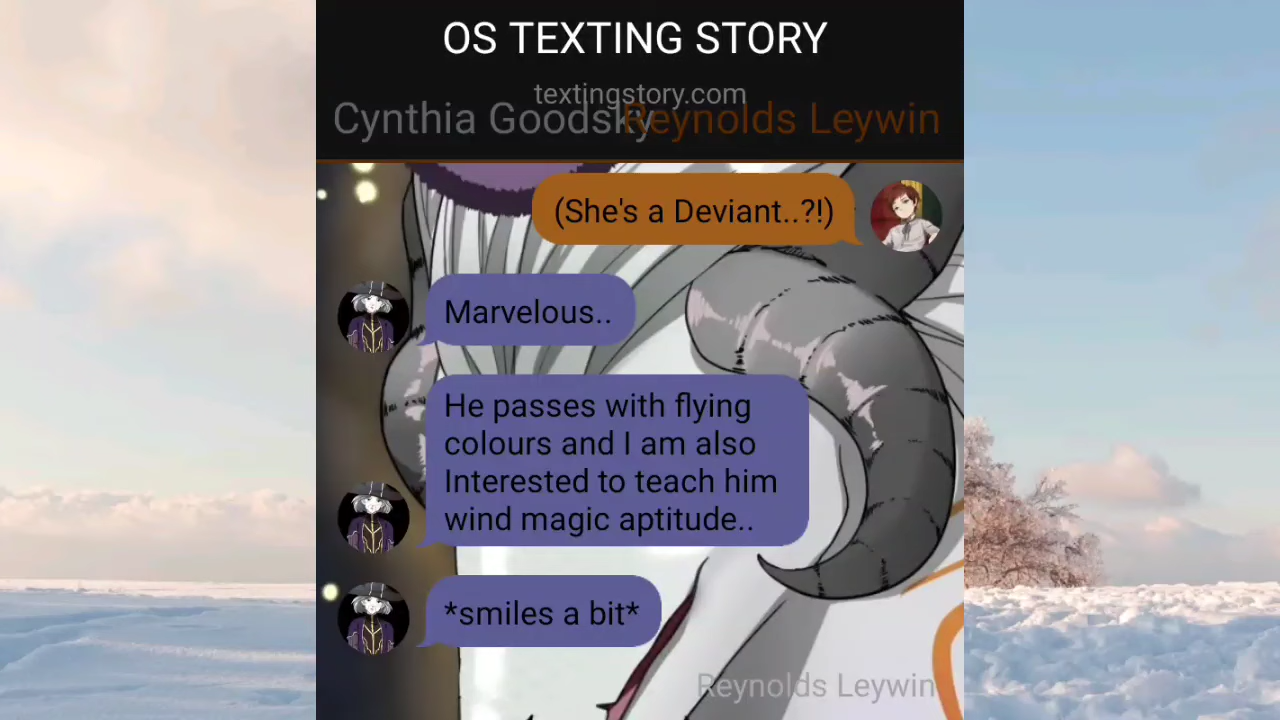 OS TEXTING STORY
textingstory.com
Cynthia Goodsky
Reynolds Leywin
(She's a Deviant..?!)
Marvelous..
He passes with flying
colours and I am also
Interested to teach him
wind magic aptitude..
*smiles a bit*
Reynolds Leywin